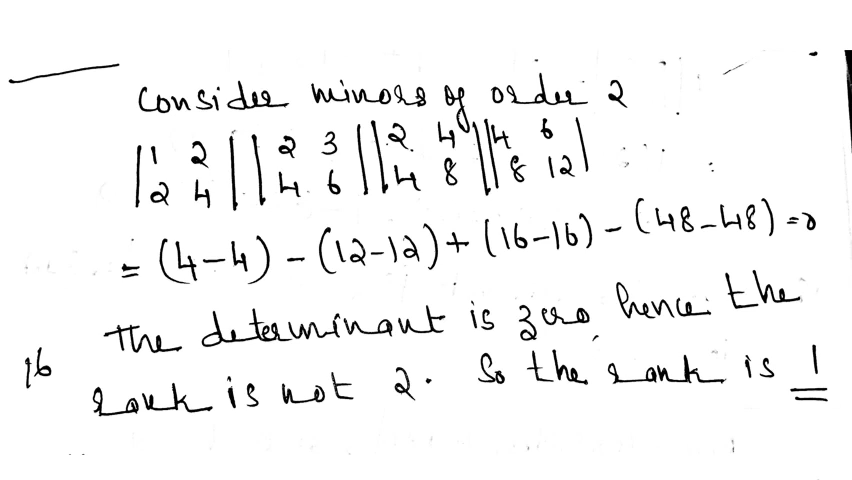 Consider minors of order 2
|1 2| |2 3| |2 4| |4 6|
|2 4| |4 6| |4 8| |8 12|
= (4-4) - (12-12) + (16-16) - (48-48) = 0
The determinant is zero, hence the
16 rank is not 2. So the rank is 1